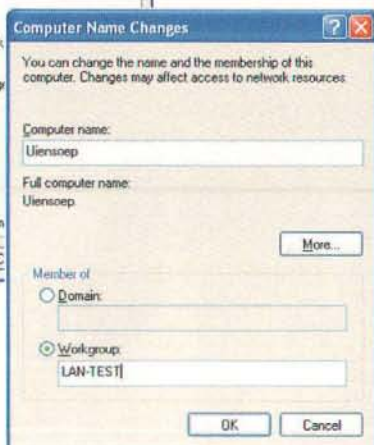 Computer Name Changes
You can change the name and the membership of this
computer. Changes may affect access to network resources.
Computer name:
Uiensoep
Full computer name:
Uiensoep
More...
Member of
Domain:
Workgroup:
LAN-TEST
OK
Cancel